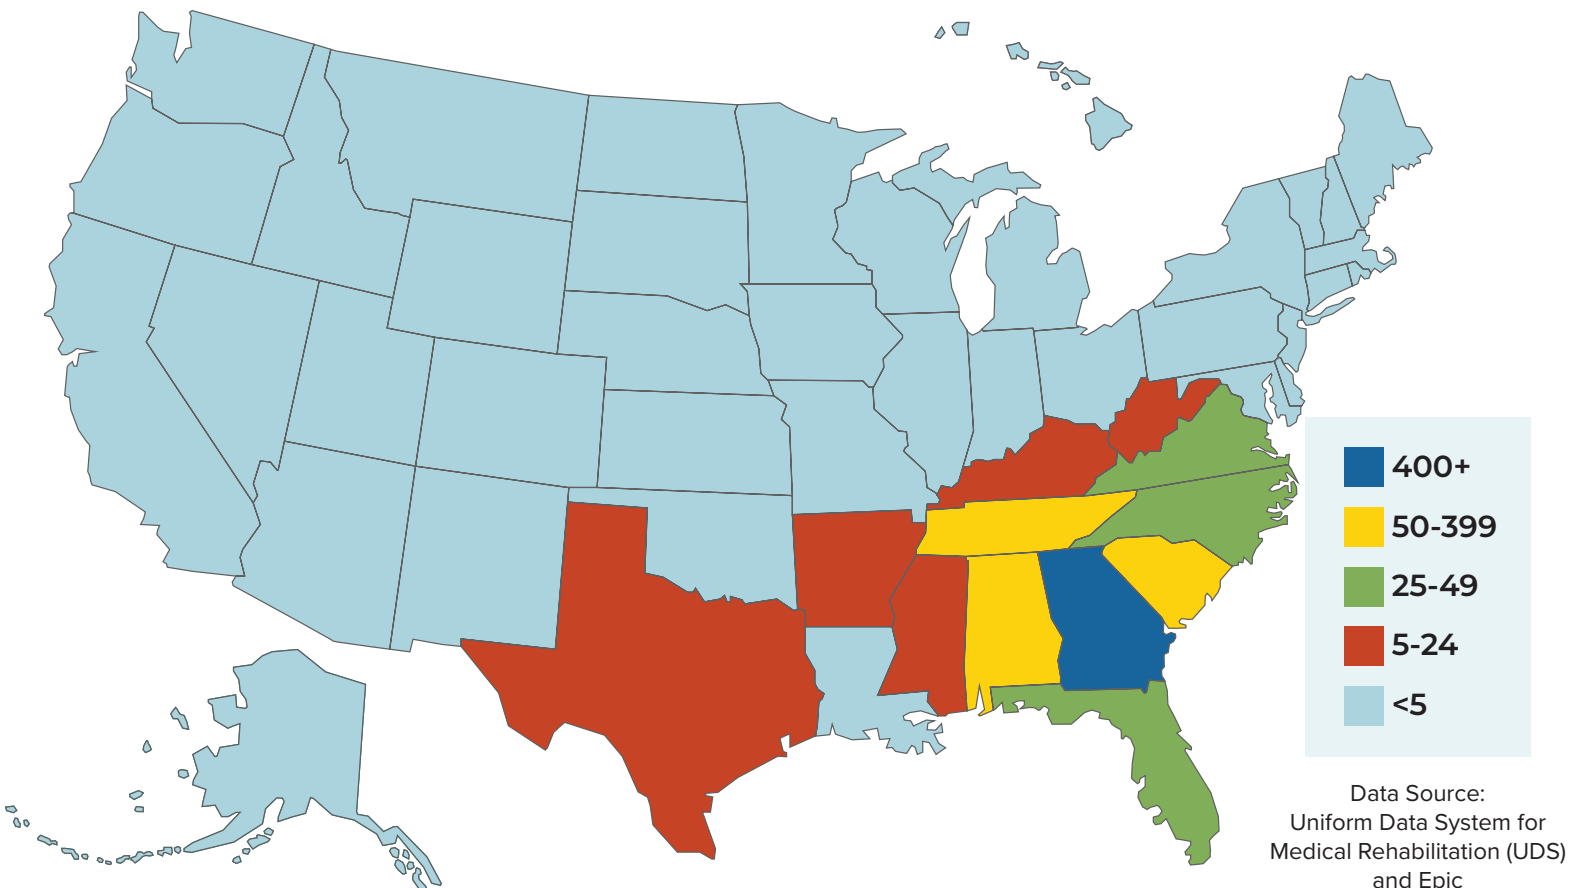 400+
50-399
25-49
5-24
<5
Data Source:
Uniform Data System for
Medical Rehabilitation (UDS)
and Epic